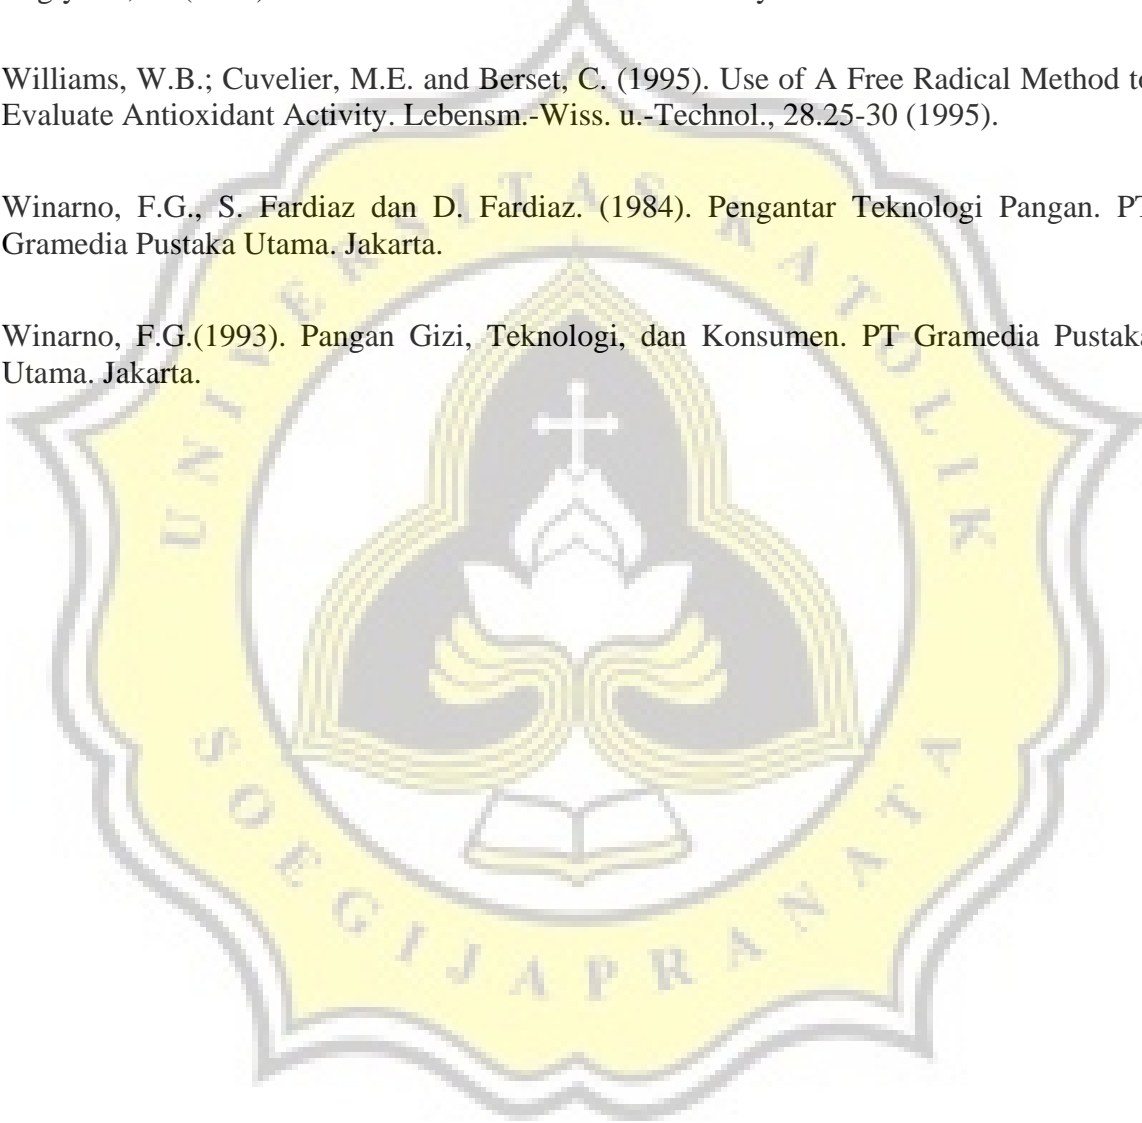 Williams, W.B.; Cuvelier, M.E. and Berset, C. (1995). Use of A Free Radical Method to
Evaluate Antioxidant Activity. Lebensm.-Wiss. u.-Technol., 28.25-30 (1995).
Winarno, F.G., S. Fardiaz dan D. Fardiaz. (1984). Pengantar Teknologi Pangan. PT
Gramedia Pustaka Utama. Jakarta.
Winarno, F.G.(1993). Pangan Gizi, Teknologi, dan Konsumen. PT Gramedia Pustaka
Utama. Jakarta.
UNIVERSITAS KATOLIK
SOEGIJAPRANATA